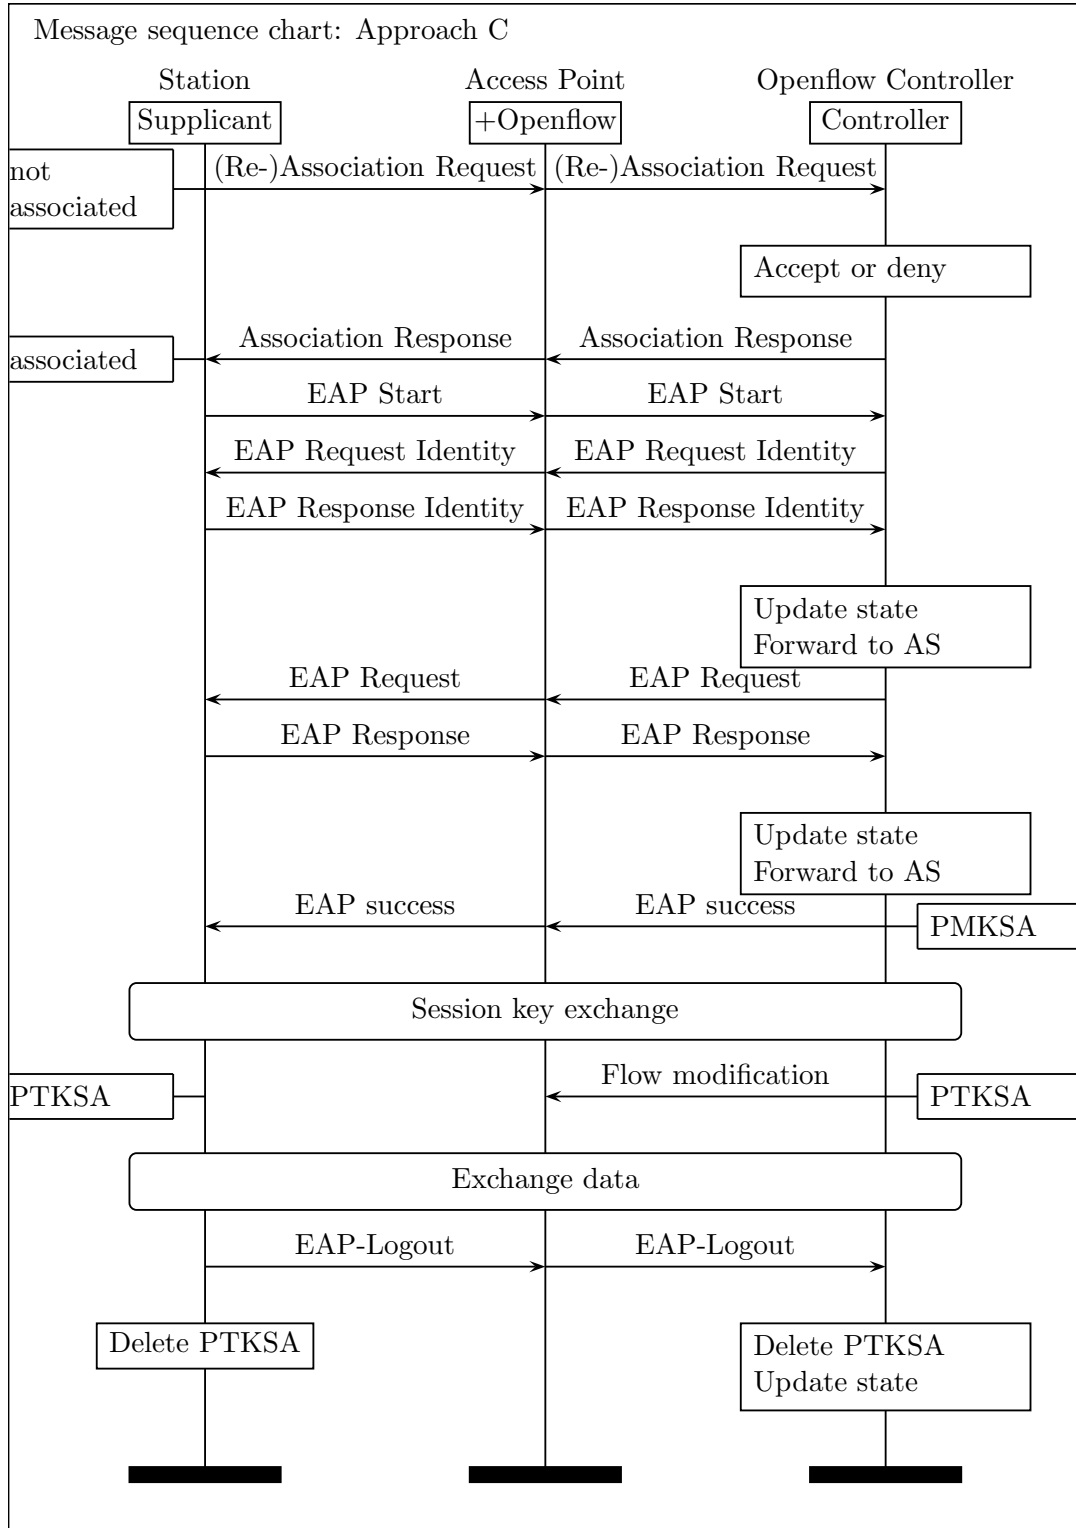 Message sequence chart: Approach C
Station
Access Point
Openflow Controller
Supplicant
+Openflow
Controller
not
associated
(Re-)Association Request
(Re-)Association Request
Accept or deny
associated
Association Response
Association Response
EAP Start
EAP Start
EAP Request Identity
EAP Request Identity
EAP Response Identity
EAP Response Identity
Update state
Forward to AS
EAP Request
EAP Request
EAP Response
EAP Response
Update state
Forward to AS
EAP success
EAP success
PMKSA
Session key exchange
PTKSA
Flow modification
PTKSA
Exchange data
EAP-Logout
EAP-Logout
Delete PTKSA
Delete PTKSA
Update state